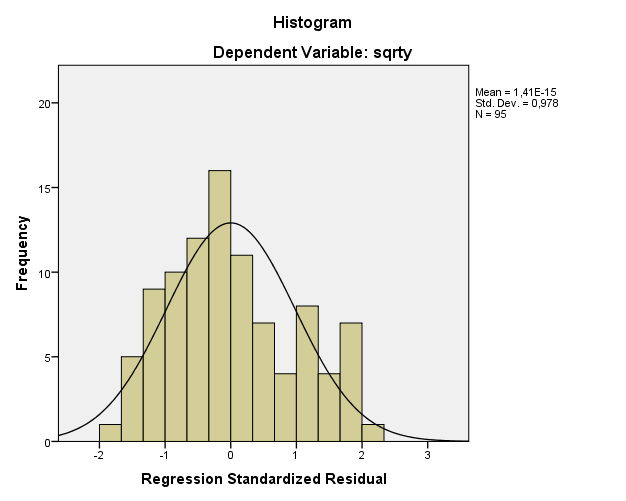 Histogram
Dependent Variable: sqrty
Mean = 1,41E-15
Std. Dev. = 0,978
N = 95
Frequency
20
15
10
5
0
-2 -1 0 1 2 3
Regression Standardized Residual